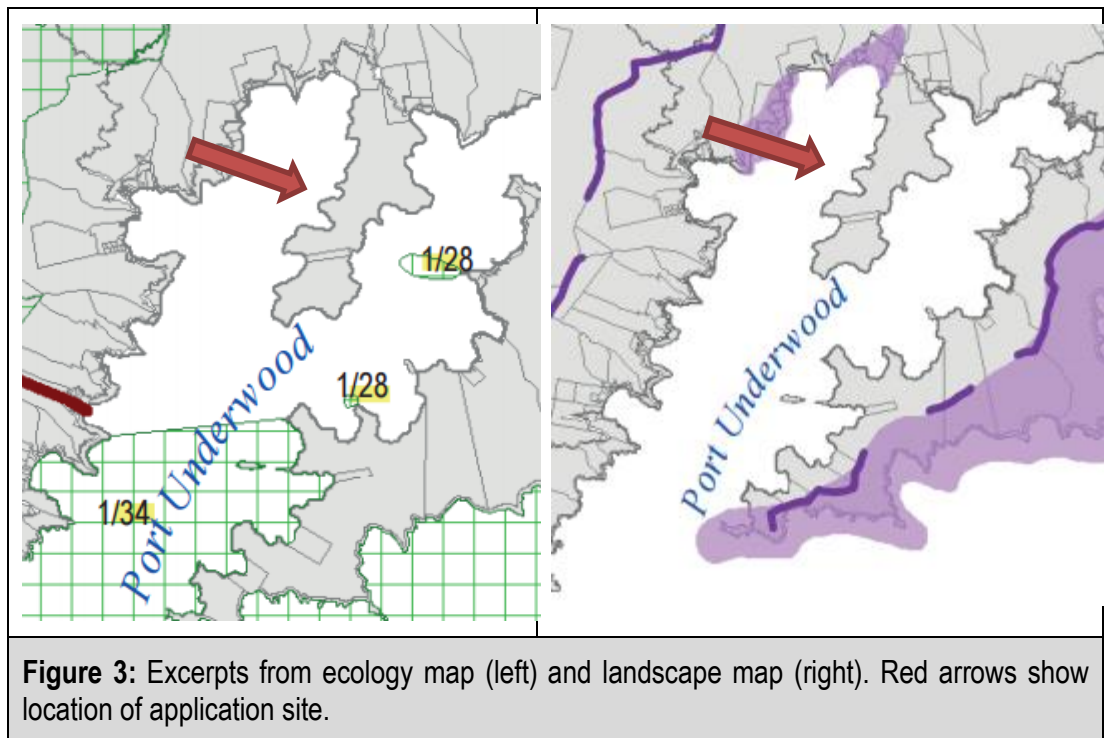 1/28
1/28
1/34
Port Underwood
Port Underwood
Figure 3: Excerpts from ecology map (left) and landscape map (right). Red arrows show
location of application site.